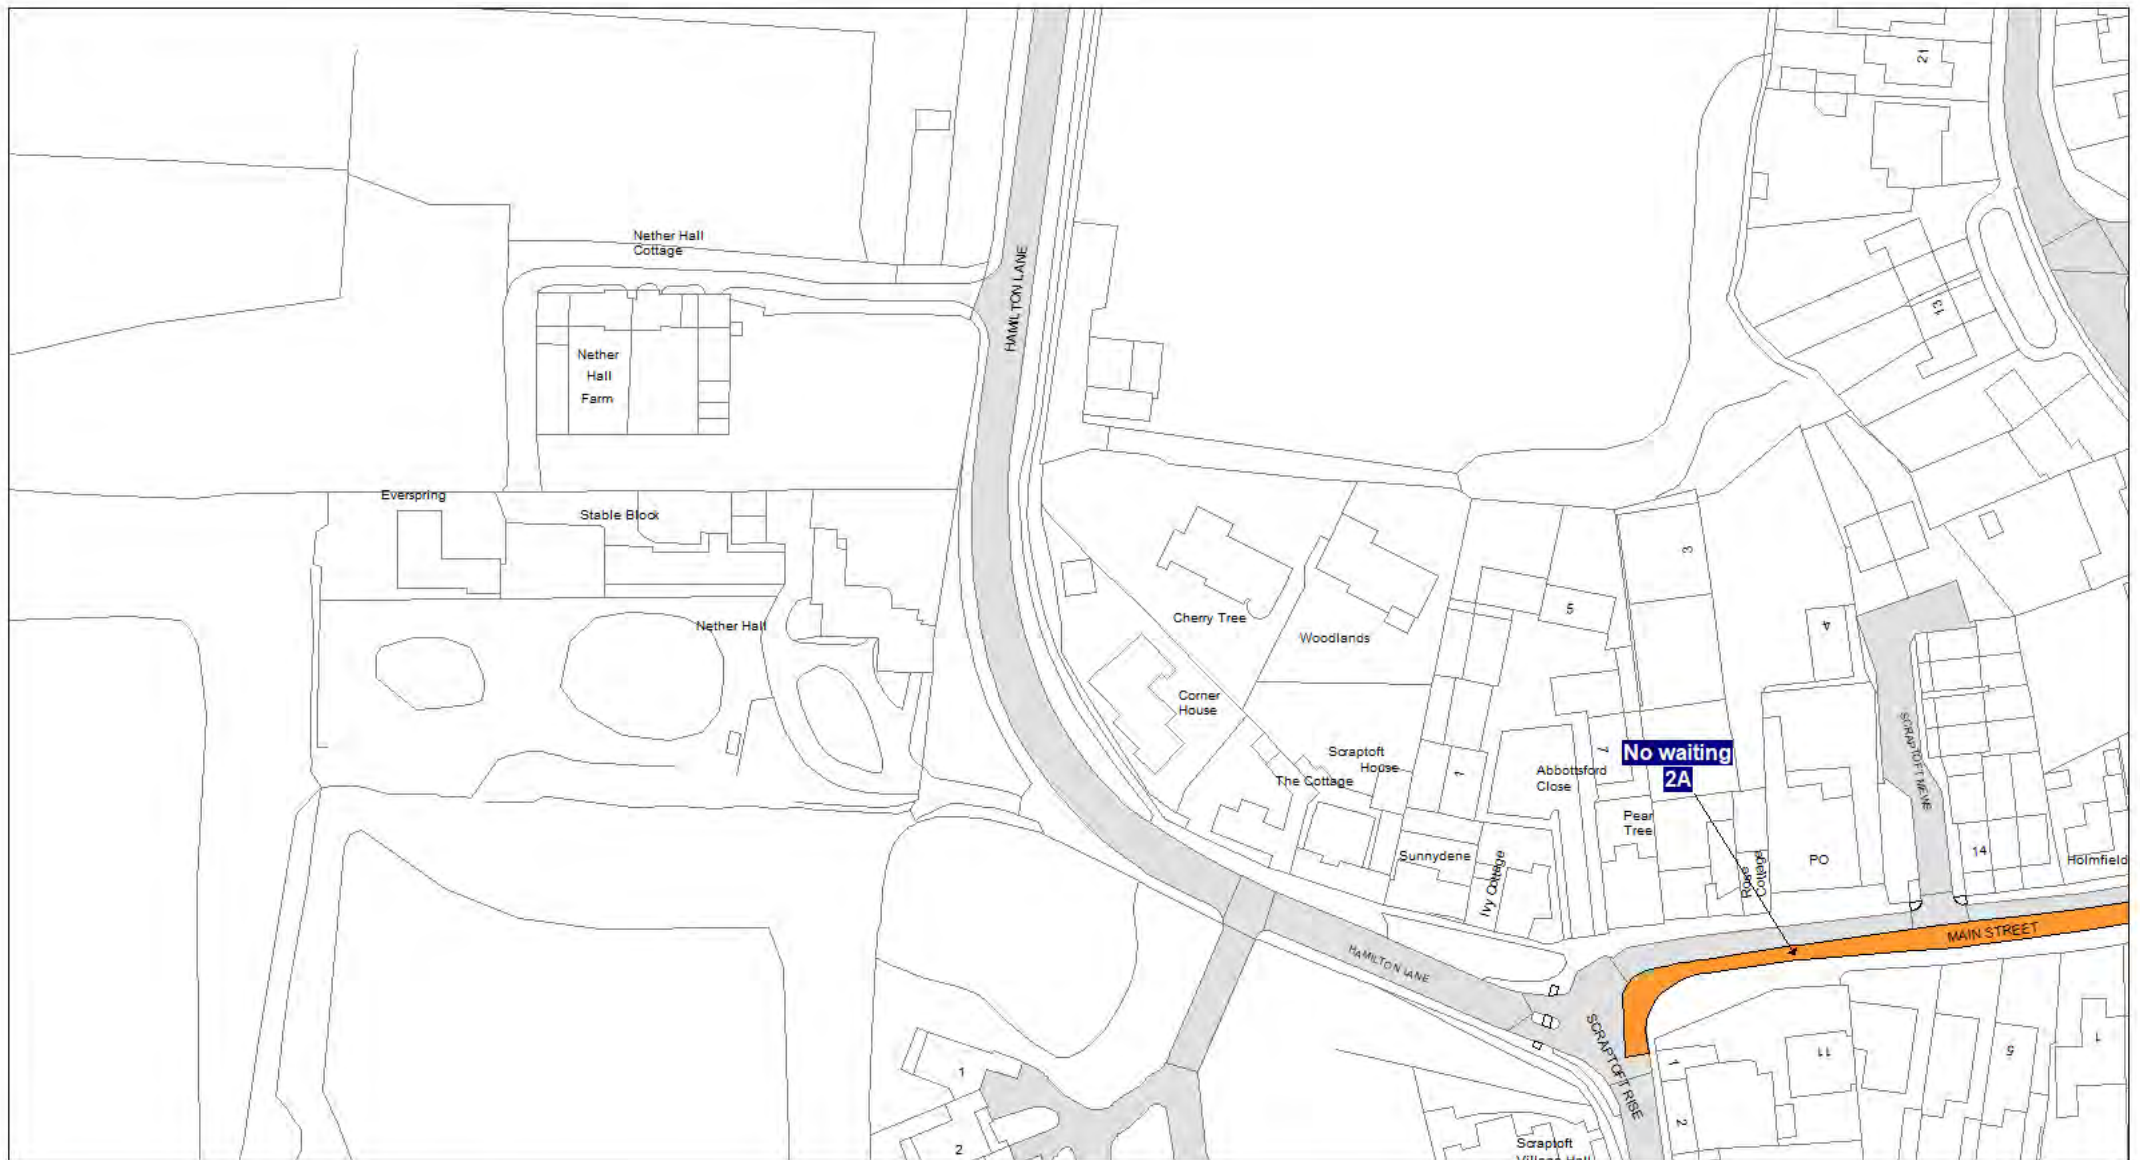 21
Nether Hall
Cottage
HAMILTON LANE
13
Nether
Hall
Farm
Everspring
Stable Block
3
5
Cherry Tree
Woodlands
Nether Hall
4
Corner
House
SCRAPTOFT MEWS
Scraptoft
House
The Cottage
1
7
Abbottsford
Close
No waiting
2A
Pear
Tree
Sunnydene
Ivy Cottage
Rose
Cottage
PO
14
Holmfield
MAIN STREET
HAMILTON LANE
SCRAPTOFT RISE
1
11
5
1
1
2
2
Scraptoft
Village Hall